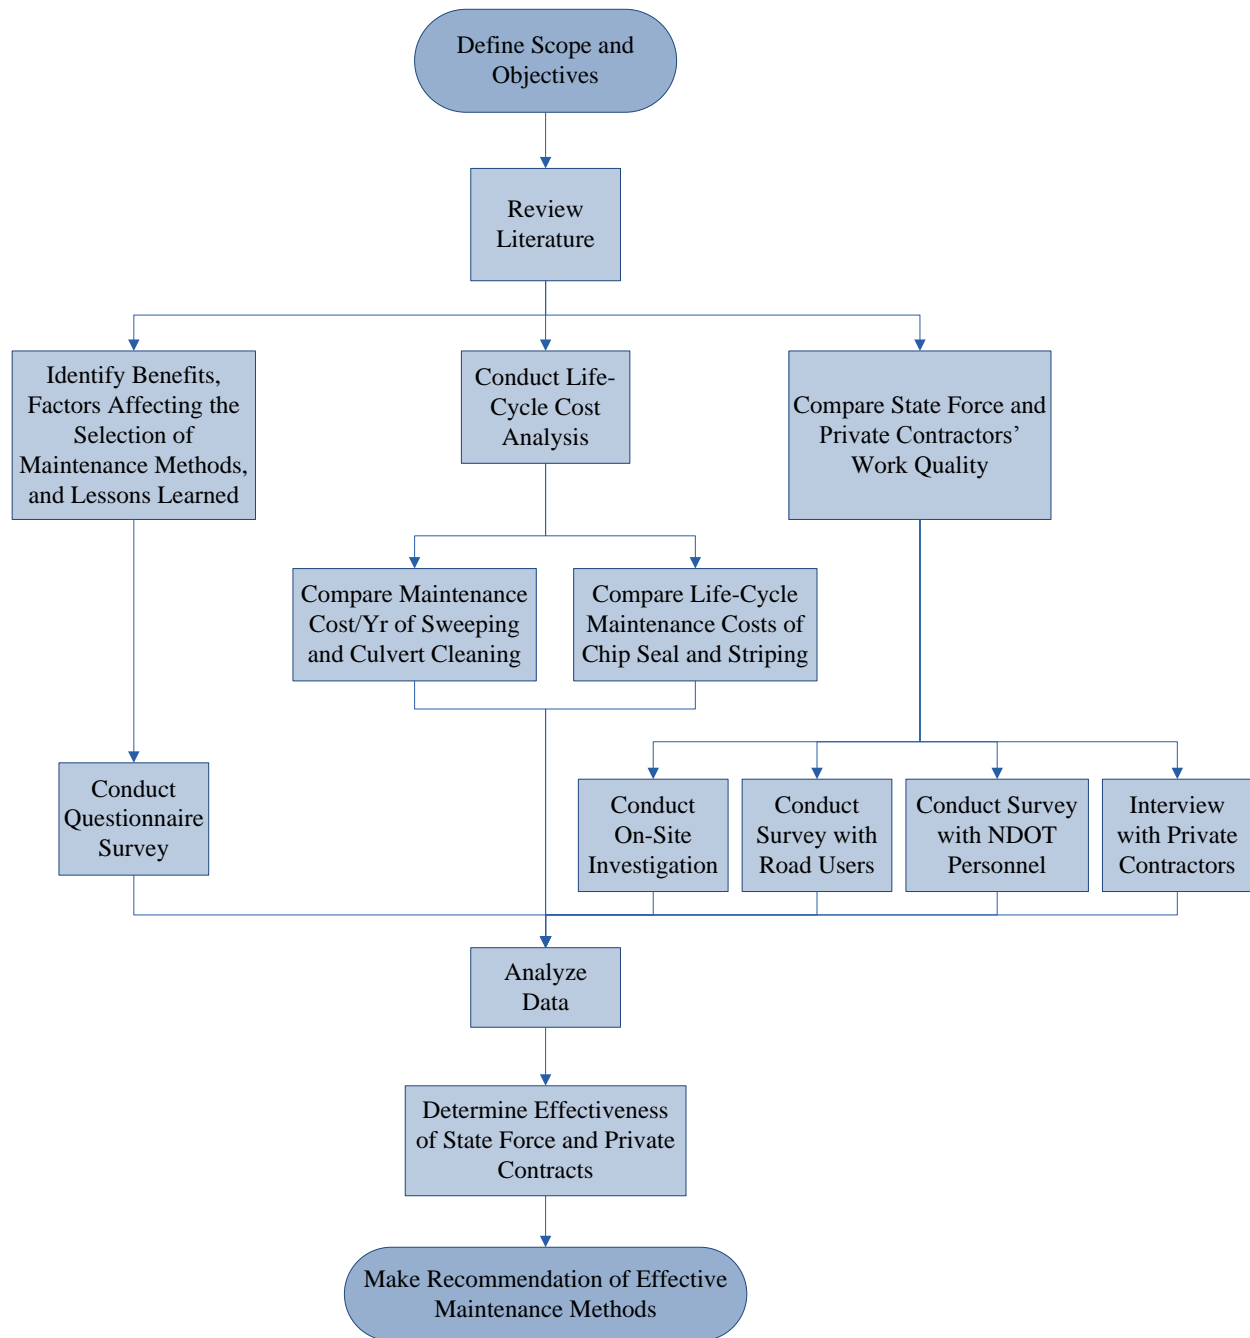 Define Scope and
Objectives
Review
Literature
Identify Benefits,
Factors Affecting the
Selection of
Maintenance Methods,
and Lessons Learned
Conduct Life-
Cycle Cost
Analysis
Compare State Force and
Private Contractors’
Work Quality
Compare Maintenance
Cost/Yr of Sweeping
and Culvert Cleaning
Compare Life-Cycle
Maintenance Costs of
Chip Seal and Striping
Conduct
Questionnaire
Survey
Conduct
On-Site
Investigation
Conduct
Survey with
Road Users
Conduct Survey
with NDOT
Personnel
Interview
with Private
Contractors
Analyze
Data
Determine Effectiveness
of State Force and Private
Contracts
Make Recommendation of Effective
Maintenance Methods